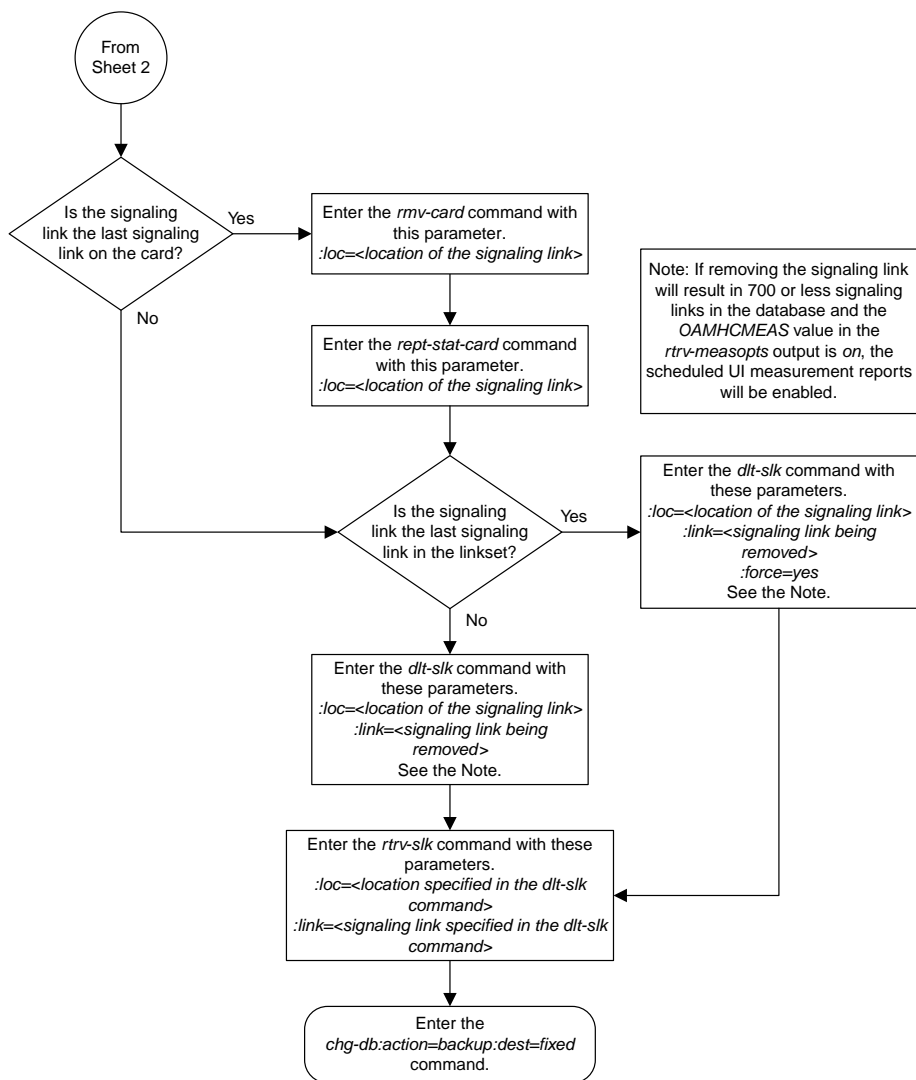 From
Sheet 2
Is the signaling
link the last signaling
link on the card?
Yes
No
Enter the rmv-card command with
this parameter.
:loc=<location of the signaling link>
Enter the rept-stat-card command
with this parameter.
:loc=<location of the signaling link>
Note: If removing the signaling link
will result in 700 or less signaling
links in the database and the
OAMHCMEAS value in the
rtrv-measopts output is on, the
scheduled UI measurement reports
will be enabled.
Is the signaling
link the last signaling
link in the linkset?
Yes
No
Enter the dlt-slk command with
these parameters.
:loc=<location of the signaling link>
:link=<signaling link being
removed>
:force=yes
See the Note.
Enter the dlt-slk command with
these parameters.
:loc=<location of the signaling link>
:link=<signaling link being
removed>
See the Note.
Enter the rtrv-slk command with these
parameters.
:loc=<location specified in the dlt-slk
command>
:link=<signaling link specified in the dlt-slk
command>
Enter the
chg-db:action=backup:dest=fixed
command.